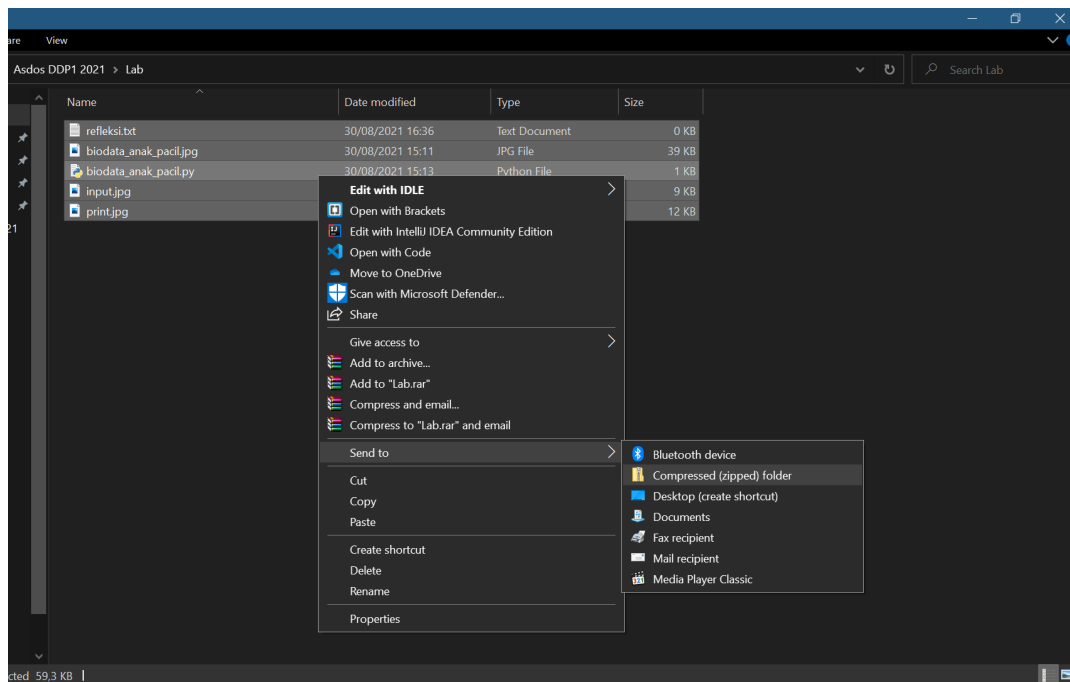 are View
Asdos DDP1 2021 > Lab
Search Lab
Name Date modified Type Size
refleksi.txt 30/08/2021 16:36 Text Document 0 KB
biodata_anak_pacil.jpg 30/08/2021 15:11 JPG File 39 KB
biodata_anak_pacil.py 30/08/2021 15:13 Python File 1 KB
input.jpg 9 KB
print.jpg 12 KB
21
Edit with IDLE
Open with Brackets
Edit with IntelliJ IDEA Community Edition
Open with Code
Move to OneDrive
Scan with Microsoft Defender...
Share
Give access to
Add to archive...
Add to "Lab.rar"
Compress and email...
Compress to "Lab.rar" and email
Send to
Cut
Copy
Paste
Create shortcut
Delete
Rename
Properties
Bluetooth device
Compressed (zipped) folder
Desktop (create shortcut)
Documents
Fax recipient
Mail recipient
Media Player Classic
cted 59,3 KB